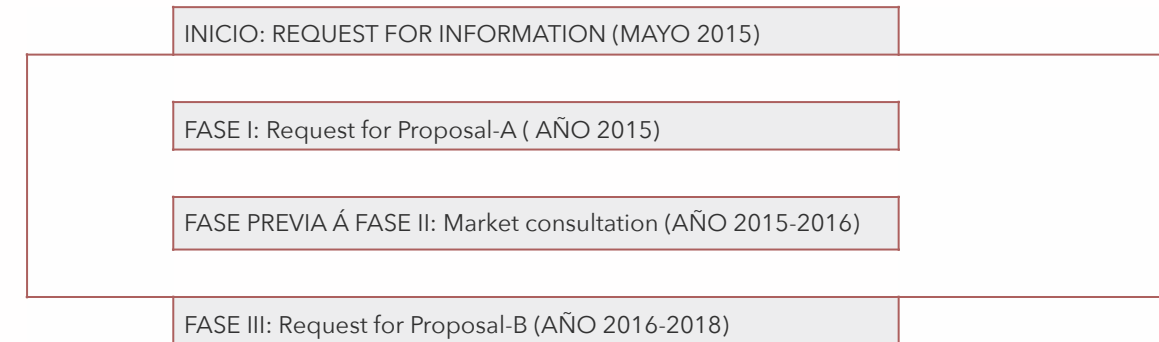 INICIO: REQUEST FOR INFORMATION (MAYO 2015)
FASE I: Request for Proposal-A ( AÑO 2015)
FASE PREVIA Á FASE II: Market consultation (AÑO 2015-2016)
FASE III: Request for Proposal-B (AÑO 2016-2018)